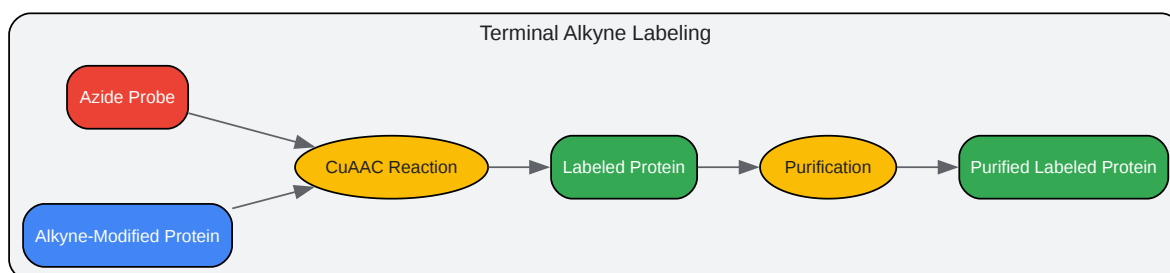 Terminal Alkyne Labeling
Azide Probe
Alkyne-Modified Protein
CuAAC Reaction
Labeled Protein
Purification
Purified Labeled Protein